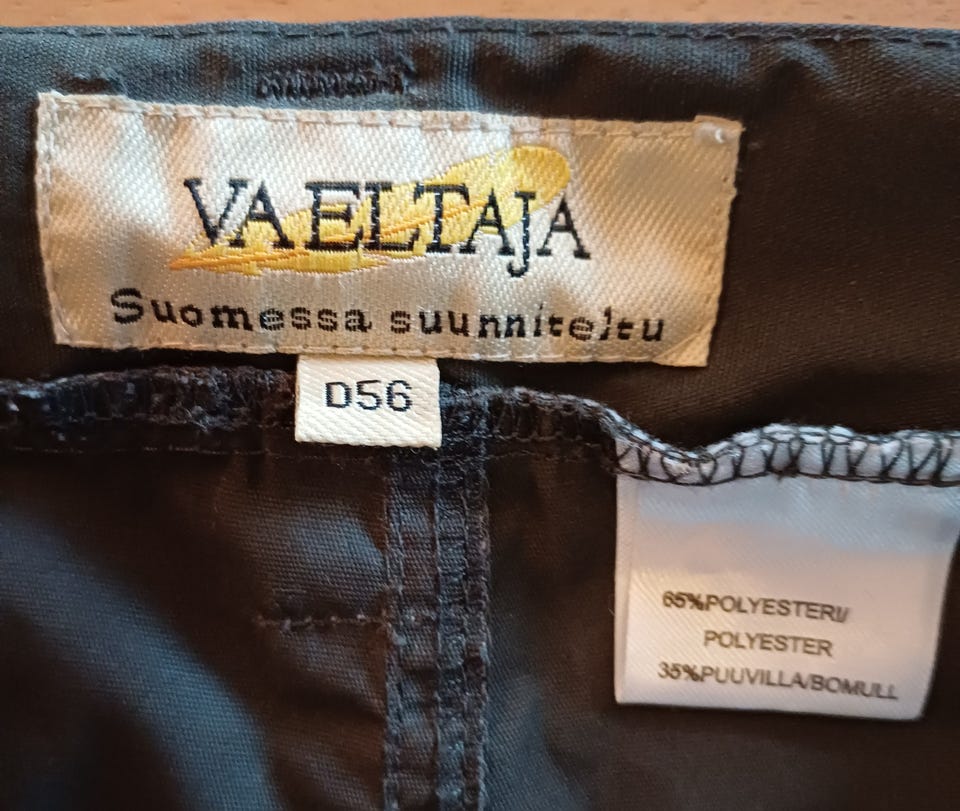 VAELTAJA
Suomessa suunniteltu
D56
65%POLYESTERI/
POLYESTER
35%PUUVILLA/BOMULL